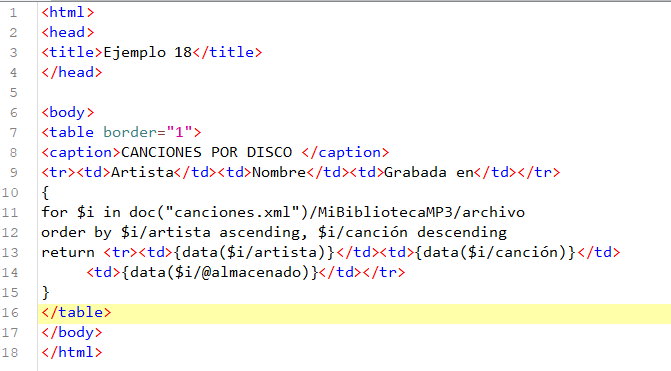 1 <html>
2 <head>
3 <title>Ejemplo 18</title>
4 </head>
5
6 <body>
7 <table border="1">
8 <caption>CANCIONES POR DISCO </caption>
9 <tr><td>Artista</td><td>Nombre</td><td>Grabada en</td></tr>
10 {
11 for $i in doc("canciones.xml")/MiBibliotecaMP3/archivo
12 order by $i/artista ascending, $i/canción descending
13 return <tr><td>{data($i/artista)}</td><td>{data($i/canción)}</td>
14 <td>{data($i/@almacenado)}</td></tr>
15 }
16 </table>
17 </body>
18 </html>